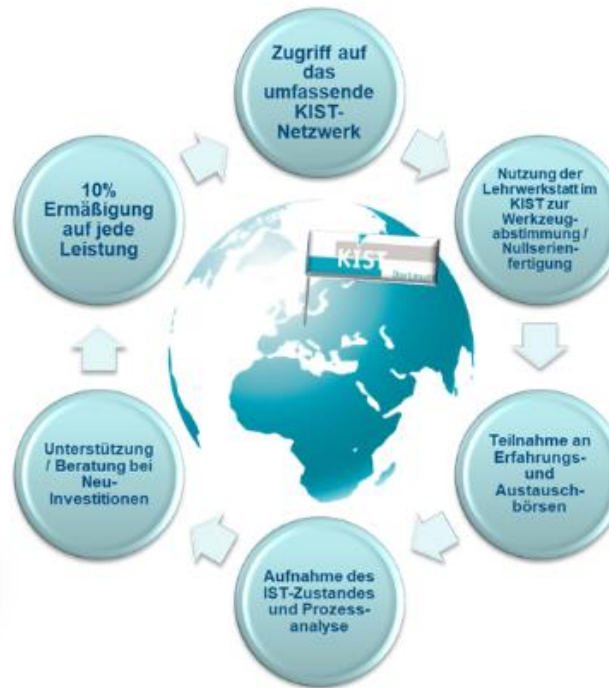 Zugriff auf
das
umfassende
KIST-
Netzwerk
Nutzung der
Lehrwerkstatt im
KIST zur
Werkzeug-
abstimmung /
Nullserien-
fertigung
Teilnahme an
Erfahrungs-
und
Austausch-
börsen
Aufnahme des
IST-Zustandes
und Prozess-
analyse
Unterstützung
/ Beratung bei
Neu-
Investitionen
10%
Ermäßigung
auf jede
Leistung
KIST
Dortmund